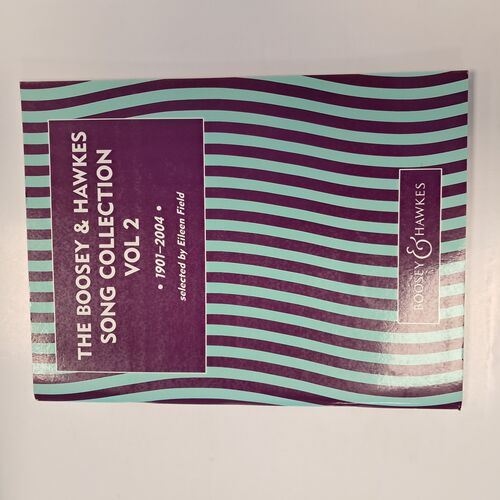 THE BOOSEY & HAWKES
SONG COLLECTION
VOL 2
• 1901–2004 •
selected by Eileen Field
BOOSEY & HAWKES